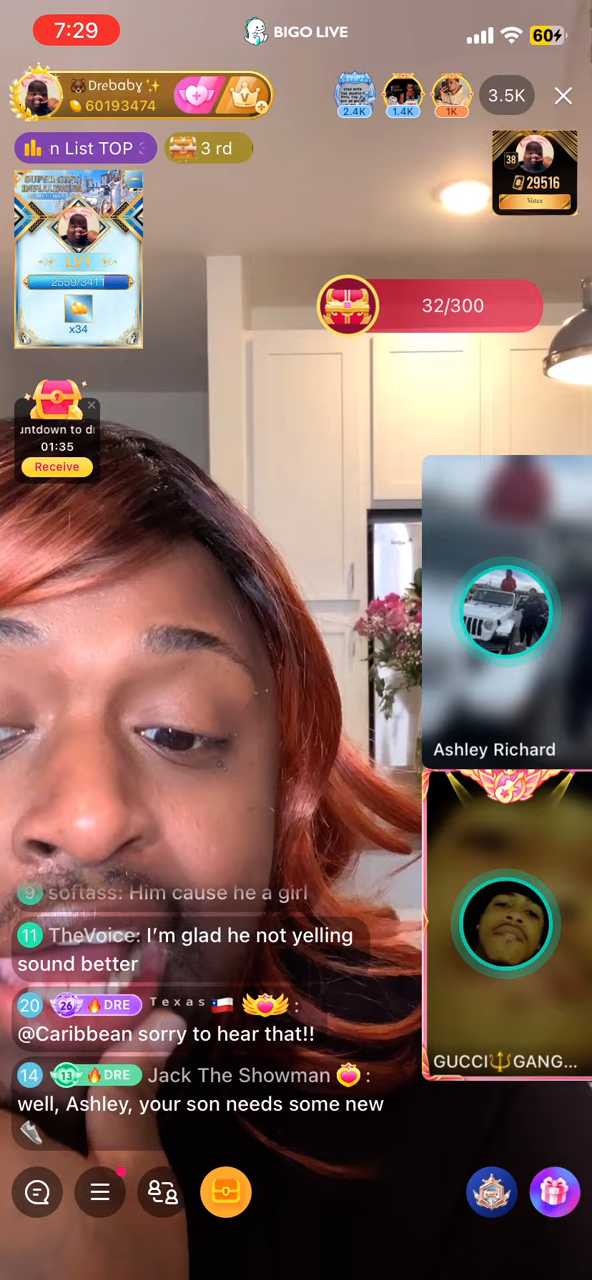 7:29
BIGO LIVE
60
🐻Drebaby✨
60193474
2.4K
1.4K
1K
3.5K
n List TOP 3
3 rd
38
29516
Votes
SUPER GIFT
INFLUENCER
LV1
2559/3411
x34
32/300
untdown to d
01:35
Receive
Ashley Richard
9 softass: Him cause he a girl
11 TheVoice: I'm glad he not yelling
sound better
20 26 🔥DRE Texas🇨🇱 :
@Caribbean sorry to hear that!!
14 13 🔥DRE Jack The Showman :
well, Ashley, your son needs some new
👟
GUCCI🔱GANG...